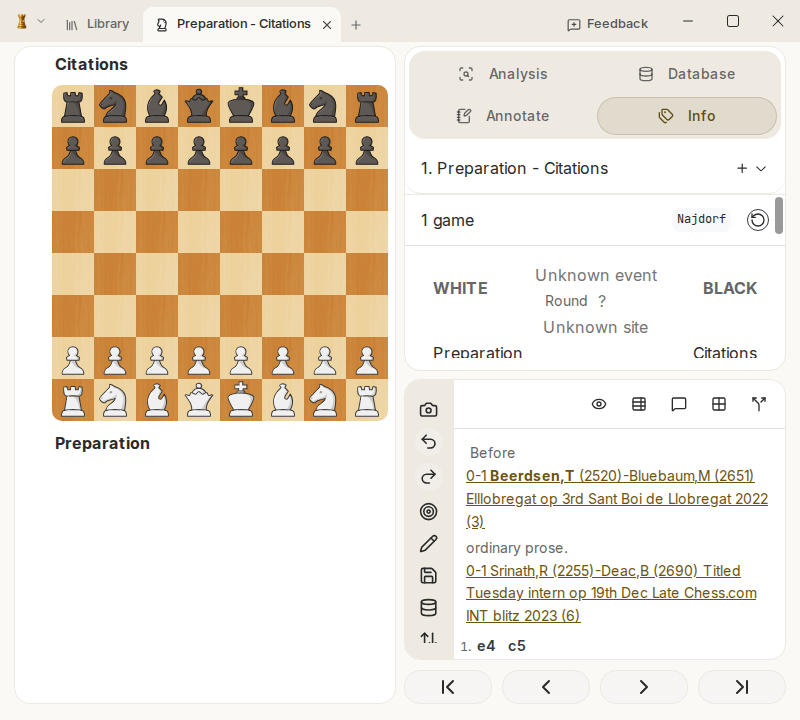 Library
Preparation - Citations
Feedback
Citations
Preparation
Analysis
Database
Annotate
Info
1. Preparation - Citations
1 game
Najdorf
WHITE
Unknown event
BLACK
Round ?
Unknown site
Preparation
Citations
Before
0-1 Beerdsen,T (2520)-Bluebaum,M (2651)
Elllobregat op 3rd Sant Boi de Llobregat 2022
(3)
ordinary prose.
0-1 Srinath,R (2255)-Deac,B (2690) Titled
Tuesday intern op 19th Dec Late Chess.com
INT blitz 2023 (6)
1. e4 c5